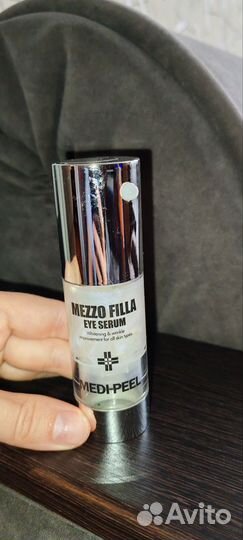 MEZZO FILLA
EYE SERUM
whitening & wrinkle
improvement for all skin types
MEDI-PEEL
Avito